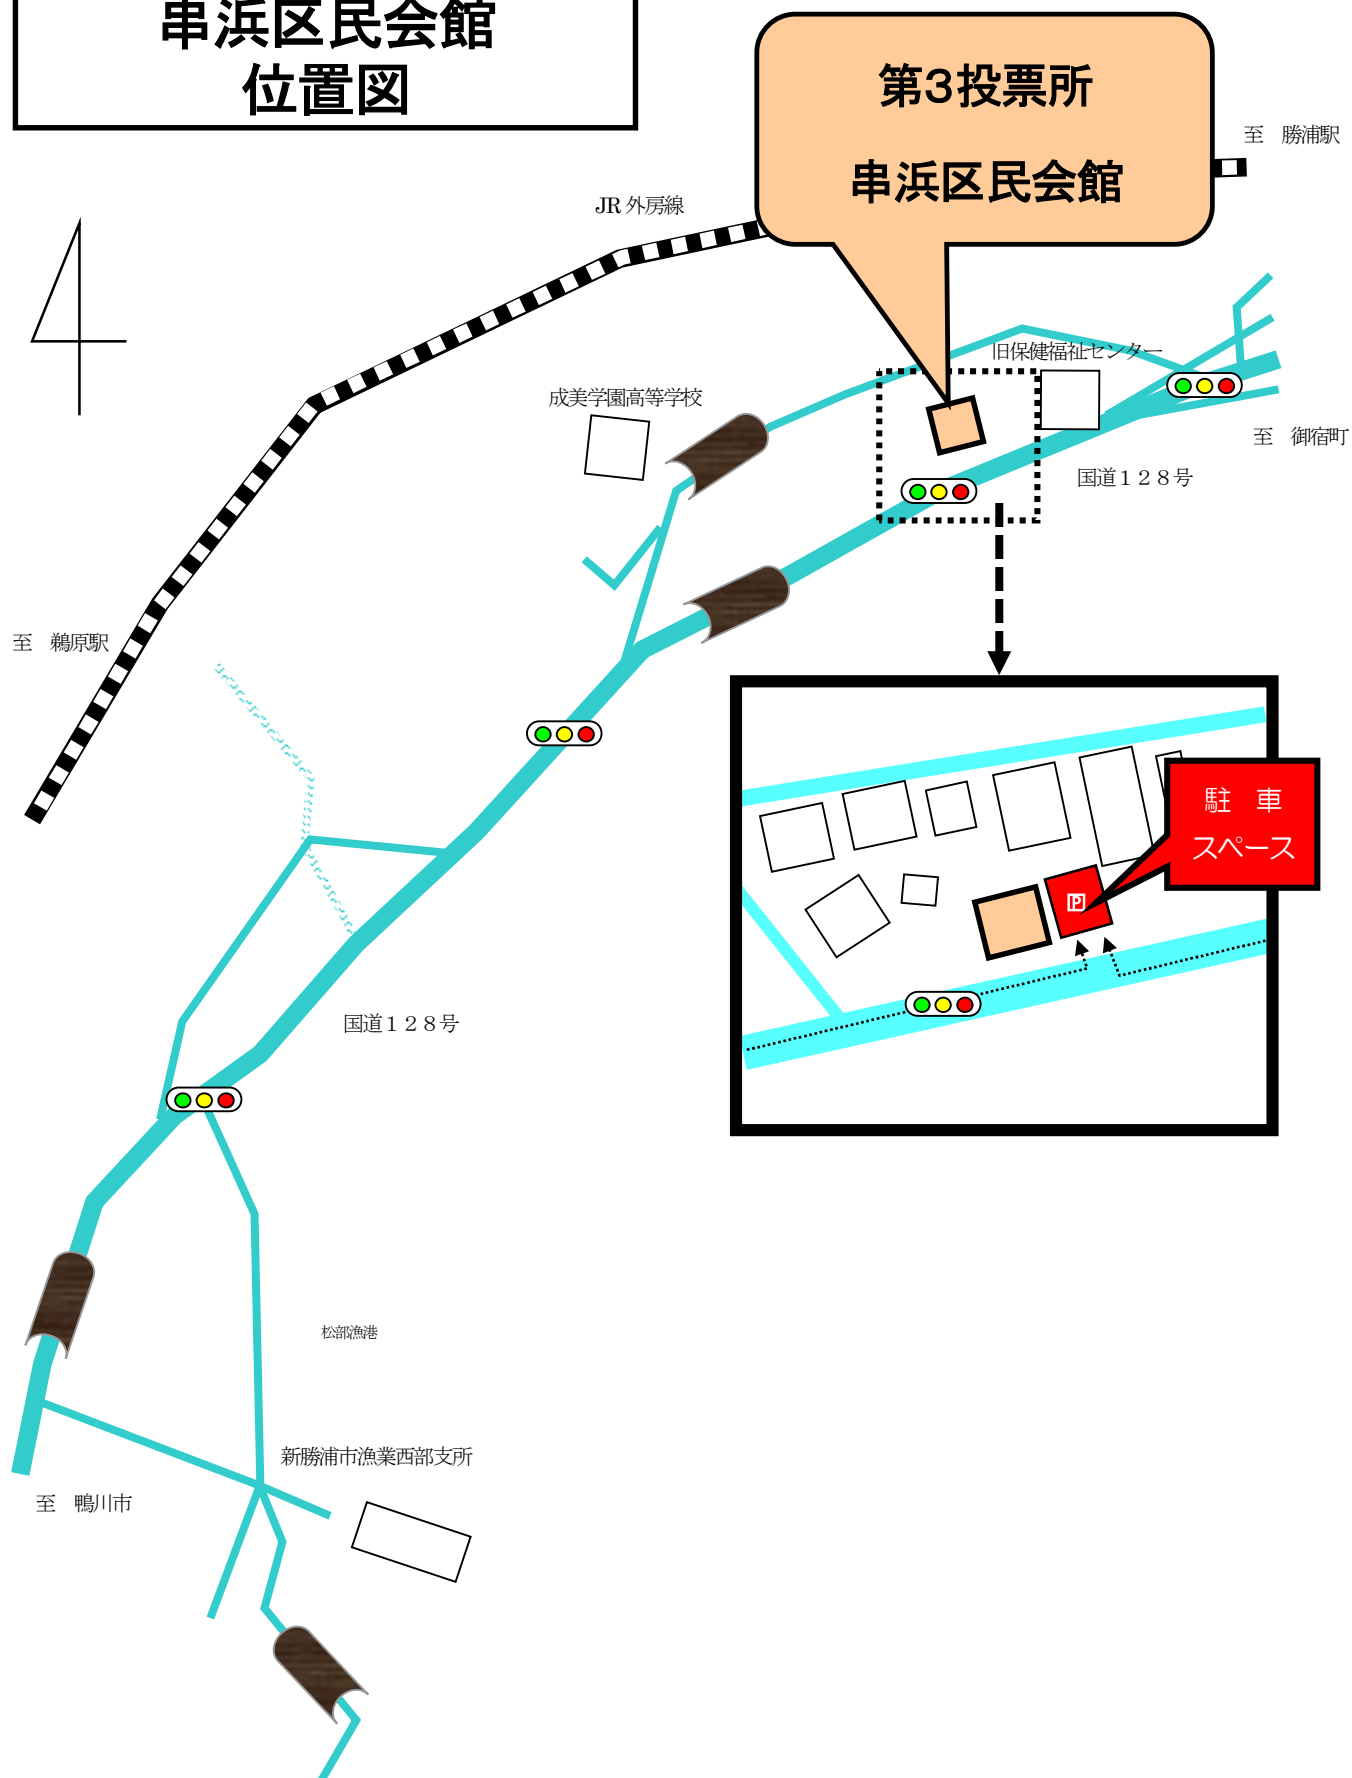 串浜区民会館
位置図
第3投票所
串浜区民会館
至　勝浦駅
JR 外房線
旧保健福祉センター
成美学園高等学校
至　御宿町
国道１２８号
至　鵜原駅
駐　車
スペース
P
国道１２８号
松部漁港
新勝浦市漁業西部支所
至　鴨川市